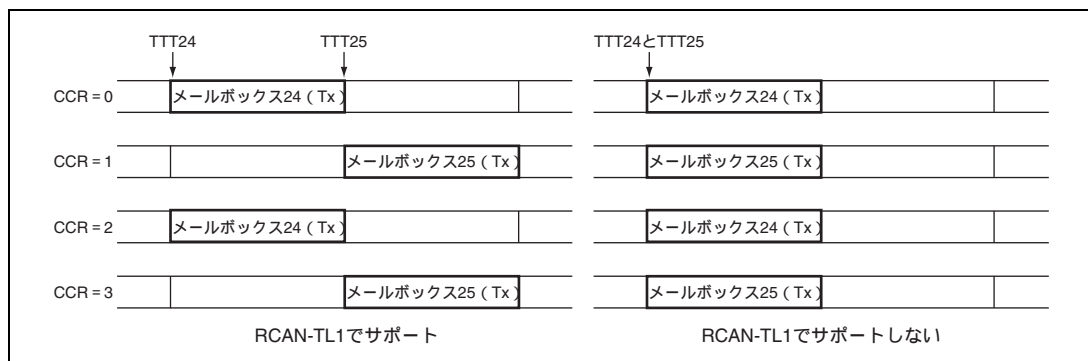 TTT24 TTT25 TTT24とTTT25
CCR = 0 メールボックス24（Tx） メールボックス24（Tx）
CCR = 1 メールボックス25（Tx） メールボックス25（Tx）
CCR = 2 メールボックス24（Tx） メールボックス24（Tx）
CCR = 3 メールボックス25（Tx） メールボックス25（Tx）
RCAN-TL1でサポート RCAN-TL1でサポートしない